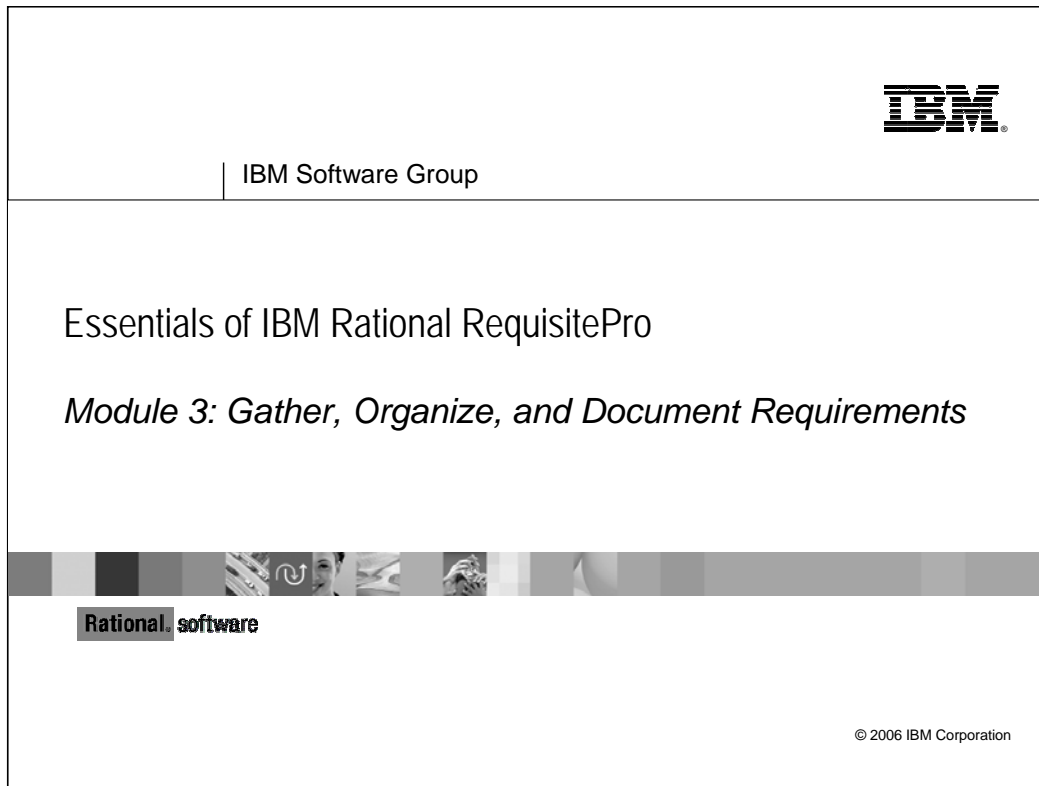 IBM®
IBM Software Group
Essentials of IBM Rational RequisitePro
Module 3: Gather, Organize, and Document Requirements
Rational® software
© 2006 IBM Corporation